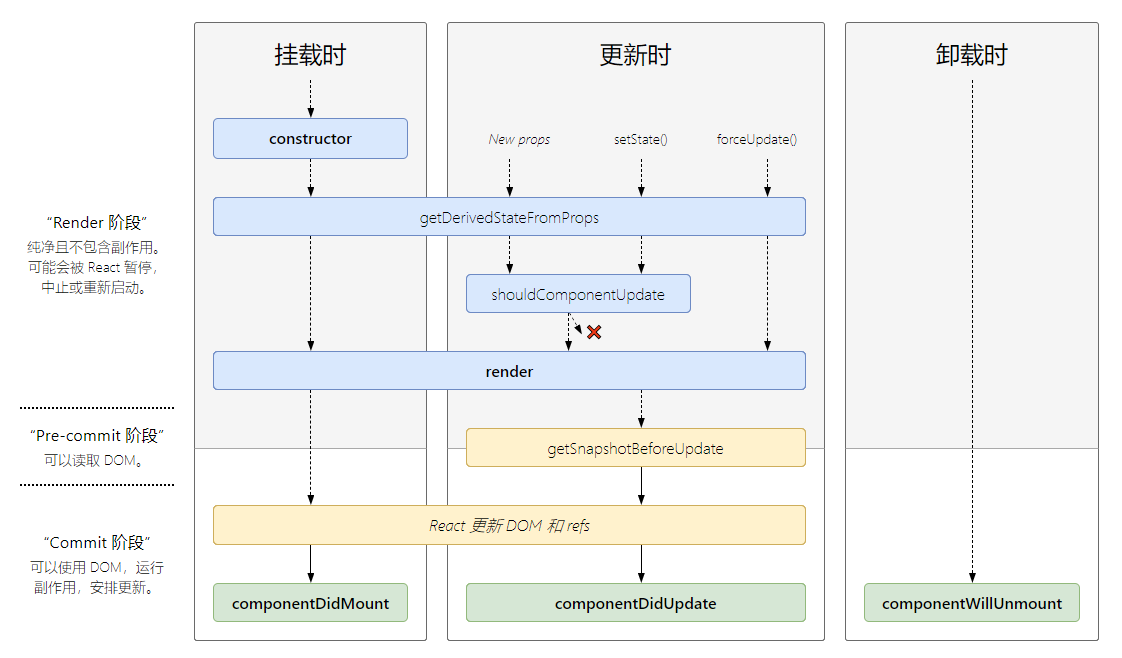 挂载时
更新时
卸载时
constructor
New props
setState()
forceUpdate()
getDerivedStateFromProps
“Render 阶段”
纯净且不包含副作用。
可能会被 React 暂停，
中止或重新启动。
shouldComponentUpdate
render
“Pre-commit 阶段”
可以读取 DOM。
getSnapshotBeforeUpdate
React 更新 DOM 和 refs
“Commit 阶段”
可以使用 DOM，运行
副作用，安排更新。
componentDidMount
componentDidUpdate
componentWillUnmount